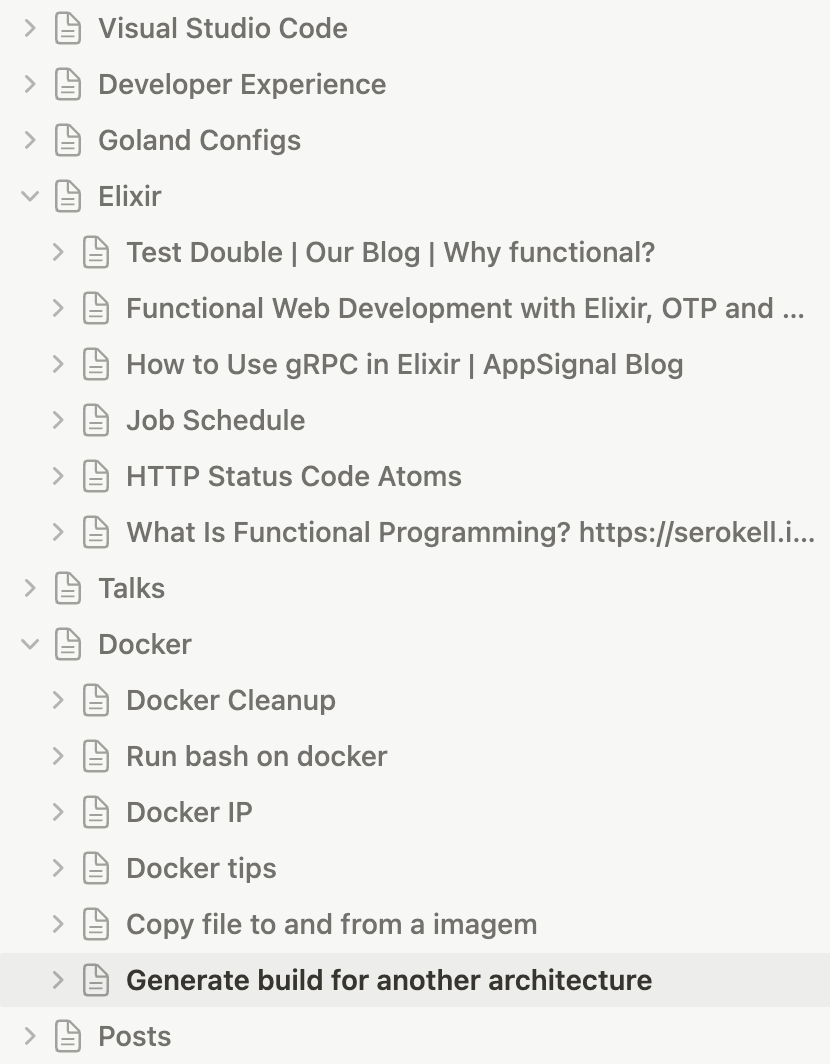 Visual Studio Code
Developer Experience
Goland Configs
Elixir
Test Double | Our Blog | Why functional?
Functional Web Development with Elixir, OTP and ...
How to Use gRPC in Elixir | AppSignal Blog
Job Schedule
HTTP Status Code Atoms
What Is Functional Programming? https://serokell.i...
Talks
Docker
Docker Cleanup
Run bash on docker
Docker IP
Docker tips
Copy file to and from a imagem
Generate build for another architecture
Posts